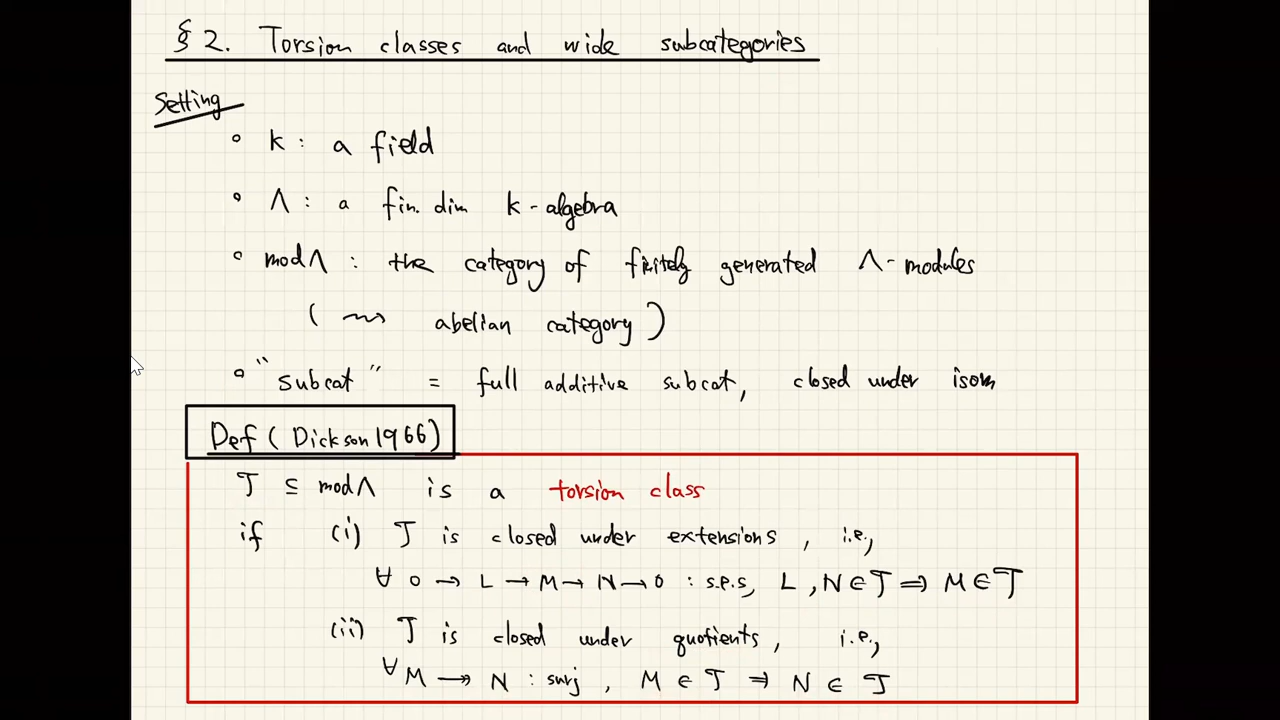 § 2. Torsion classes and wide subcategories
Setting
∘ k : a field
∘ Λ : a fin. dim k-algebra
∘ modΛ : the category of finitely generated Λ-modules
( ⇝ abelian category )
∘ "subcat" = full additive subcat, closed under isom
Def ( Dickson 1966 )
𝒯 ⊆ modΛ is a torsion class
if (i) 𝒯 is closed under extensions, i.e,
∀ 0 → L → M → N → 0 : s.e.s, L, N ∈ 𝒯 ⇒ M ∈ 𝒯
(ii) 𝒯 is closed under quotients, i.e.,
∀ M ↠ N : surj, M ∈ 𝒯 ⇒ N ∈ 𝒯